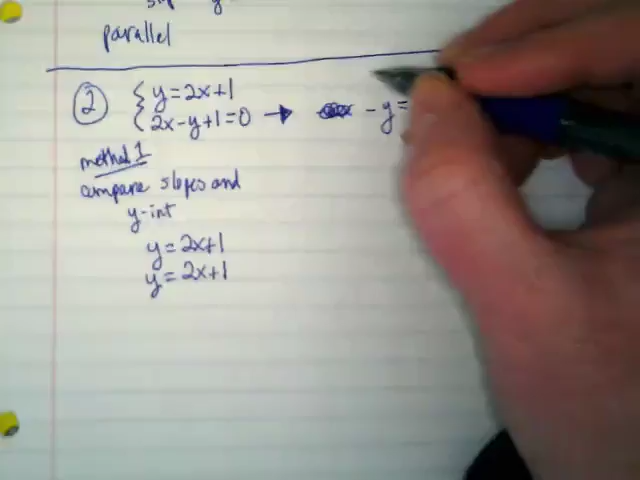 parallel
2 { y=2x+1
2x-y+1=0 → -y=
method 1
compare slopes and
y-int
y=2x+1
y=2x+1